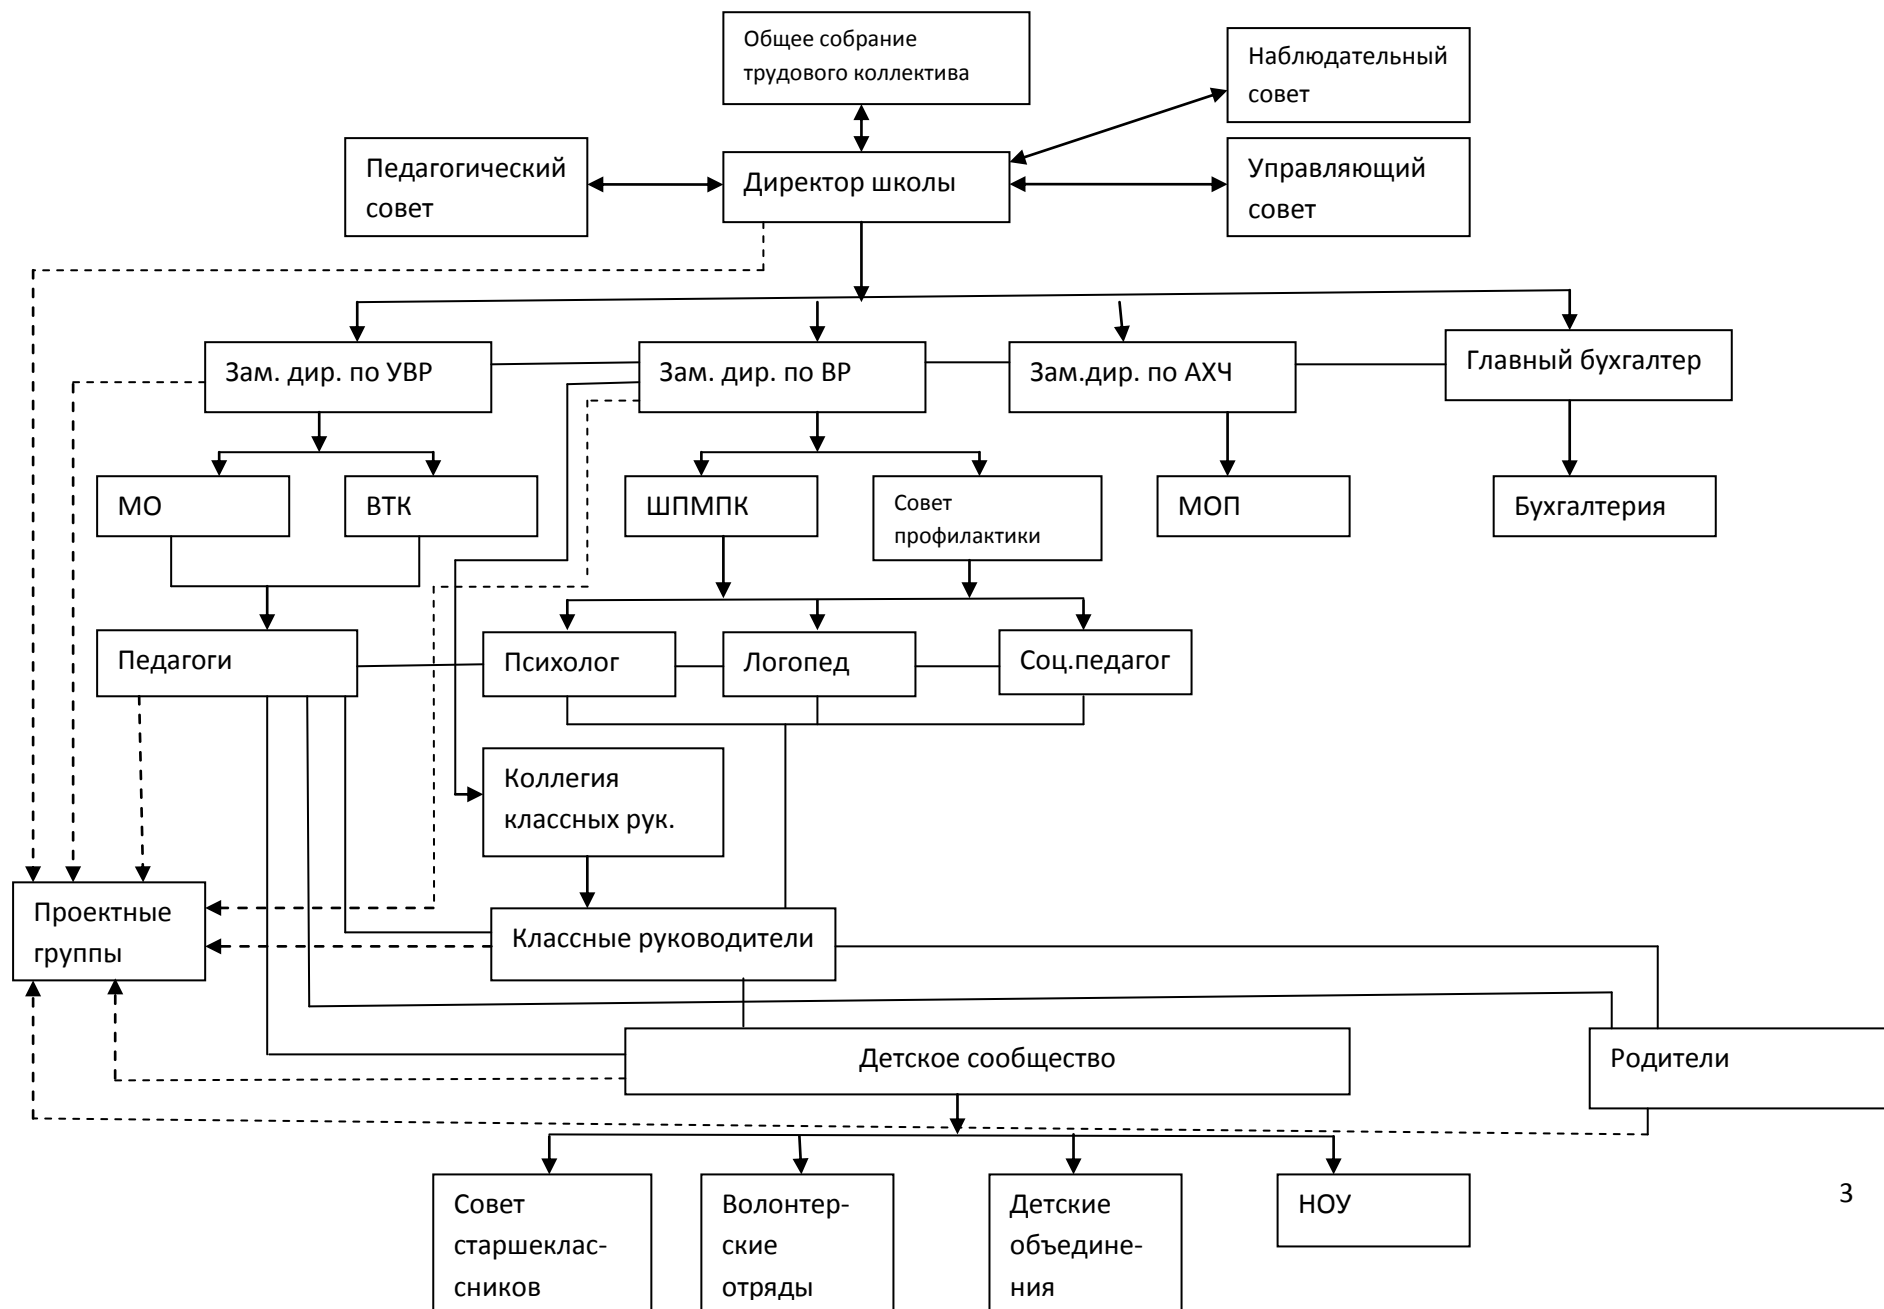 Общее собрание
трудового коллектива
Наблюдательный
совет
Педагогический
совет
Директор школы
Управляющий
совет
Зам. дир. по УВР
Зам. дир. по ВР
Зам.дир. по АХЧ
Главный бухгалтер
МО
ВТК
ШПМПК
Совет
профилактики
МОП
Бухгалтерия
Педагоги
Психолог
Логопед
Соц.педагог
Коллегия
классных рук.
Проектные
группы
Классные руководители
Детское сообщество
Родители
Совет
старшеклас-
сников
Волонтер-
ские
отряды
Детские
объедине-
ния
НОУ
3